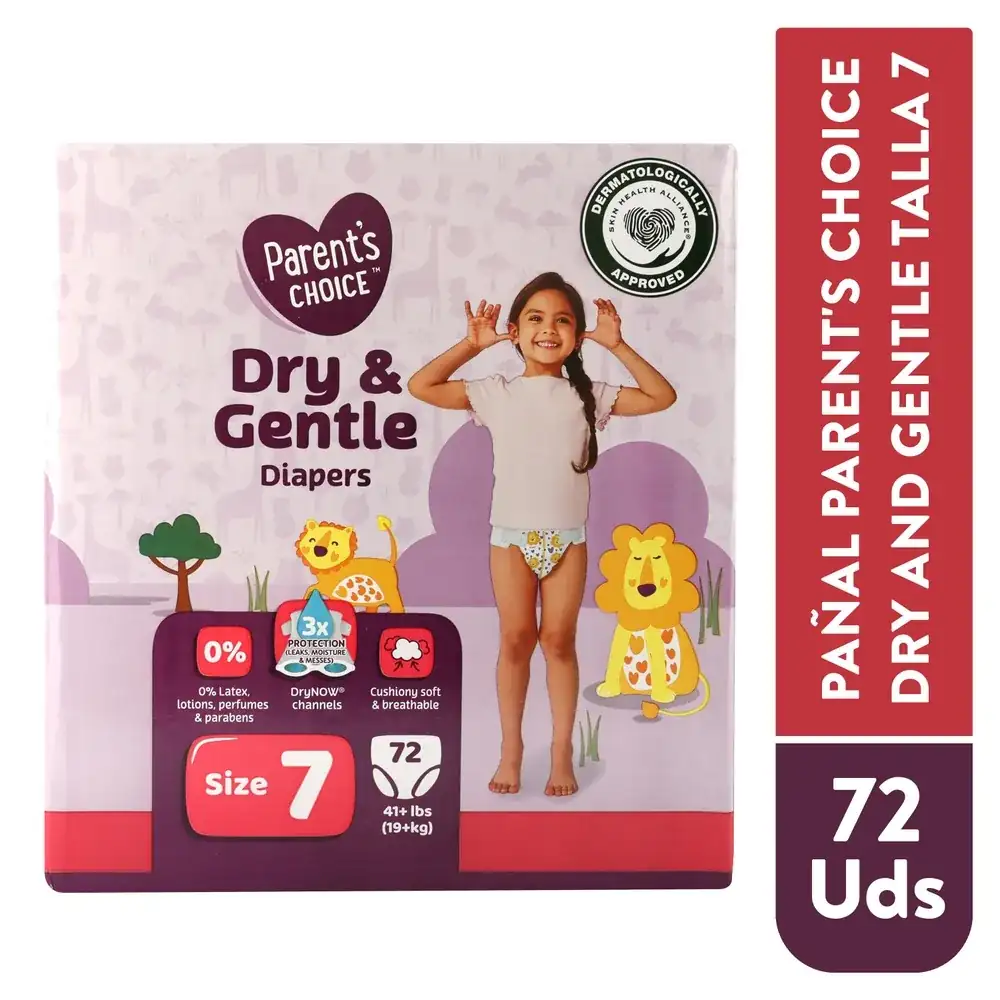 Parent's
CHOICE™
Dry &
Gentle
Diapers
DERMATOLOGICALLY
SKIN HEALTH ALLIANCE®
APPROVED
0%
0% Latex,
lotions, perfumes
& parabens
3x
PROTECTION
(LEAKS, MOISTURE
& MESSES)
DryNOW®
channels
Cushiony soft
& breathable
Size 7
72
41+ lbs
(19+kg)
PAÑAL PARENT'S CHOICE
DRY AND GENTLE TALLA 7
72
Uds